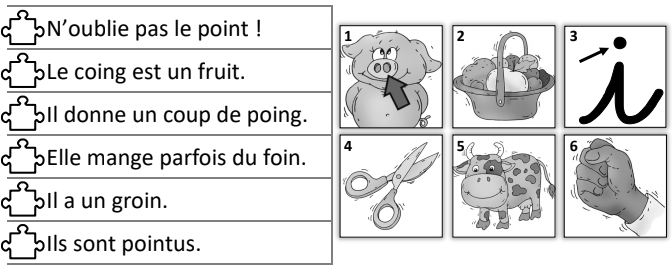 N'oublie pas le point !
Le coing est un fruit.
Il donne un coup de poing.
Elle mange parfois du foin.
Il a un groin.
Ils sont pointus.
1
2
3
4
5
6